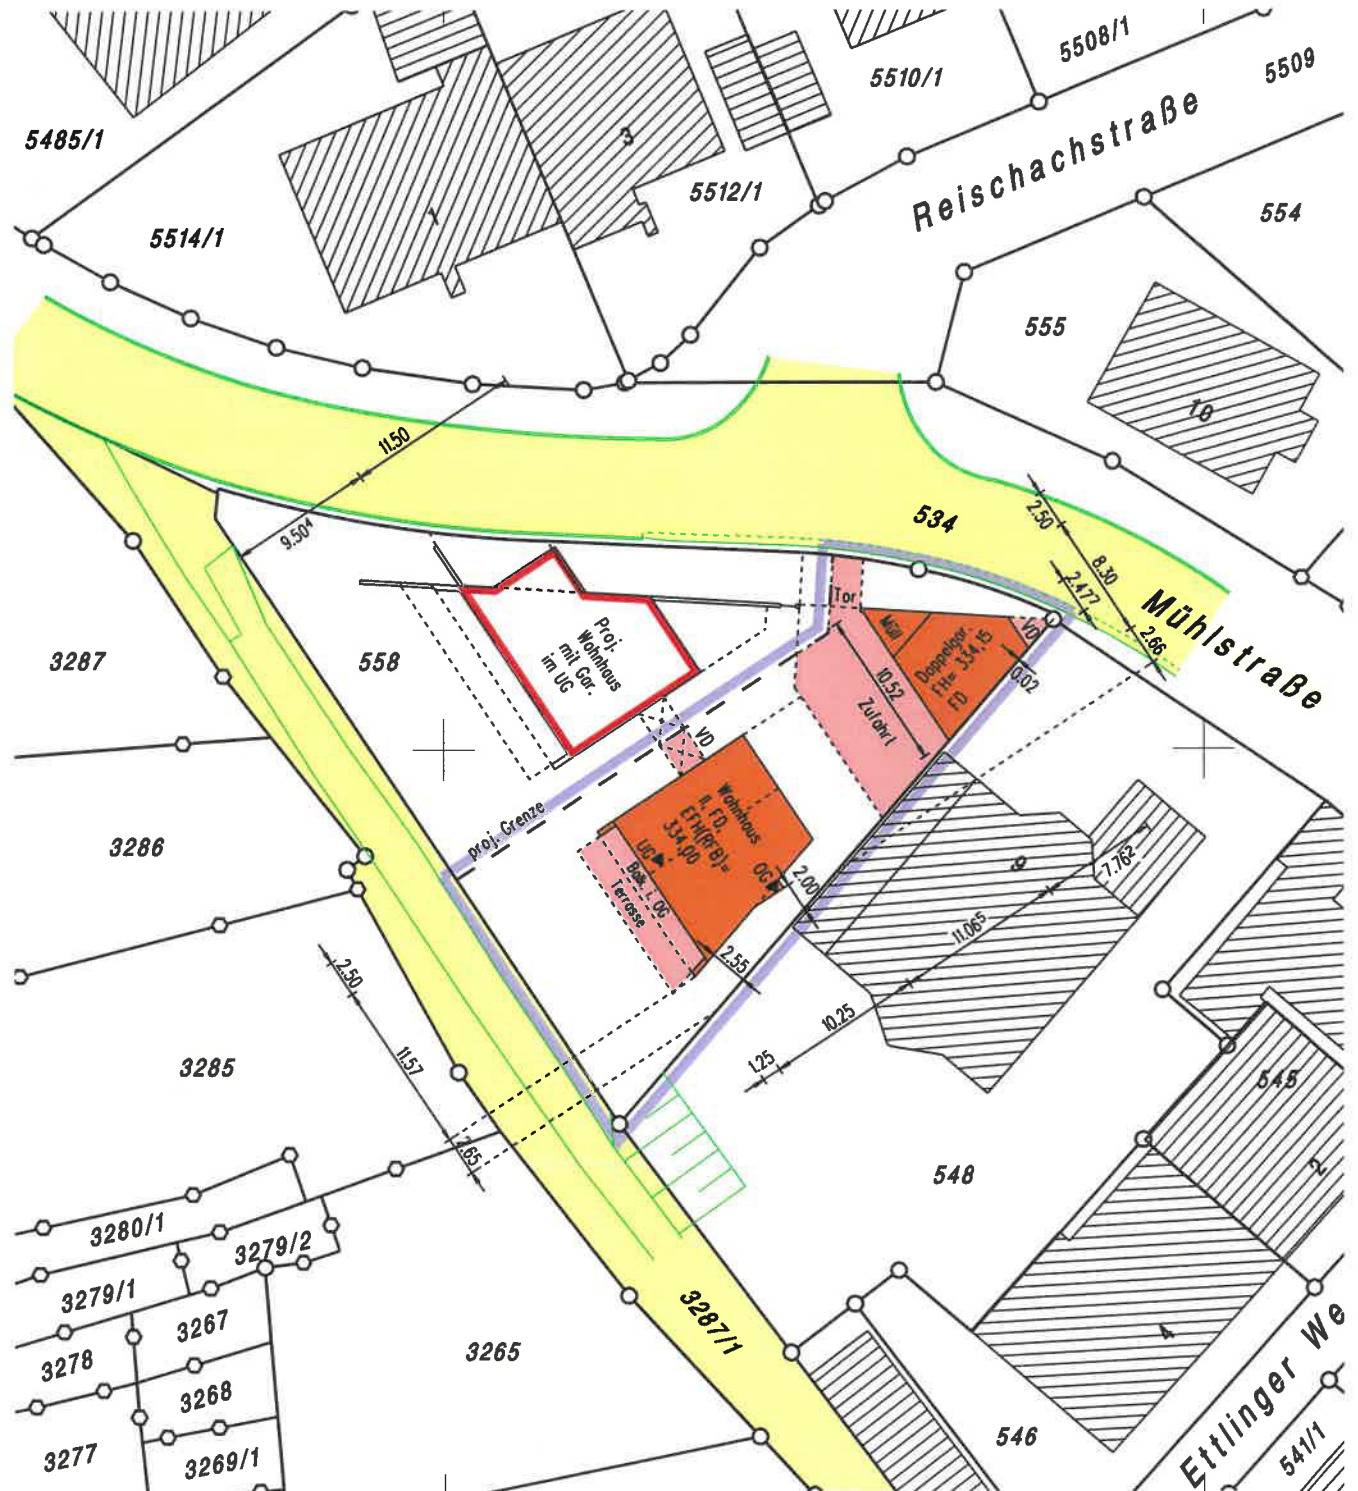 5508/1
5509
5510/1
5485/1
Reischachstraße
3
5512/1
554
1
5514/1
555
10
11.50
9.50⁴
534
2.50
8.30
2.47⁷
2.66
Mühlstraße
3287
558
Proj.
Wohnhaus
mit Gar.
im UG
Tor
Müll
Doppelgar.
FH= 334,15
FD
VD
0.02
10.52
Zufahrt
VD
proj. Grenze
Wohnhaus
II, FD,
EFH(RFB)=
334,00
UG
OG
Balk. i. OG
Terrasse
2.00
2.55
9
7.76²
11.06⁵
10.25
1.25
3286
2.50
11.57
2.65
3285
545
2
548
3280/1
3279/2
3279/1
3267
3278
3268
3277
3269/1
3265
3287/1
4
546
Ettlinger We
541/1